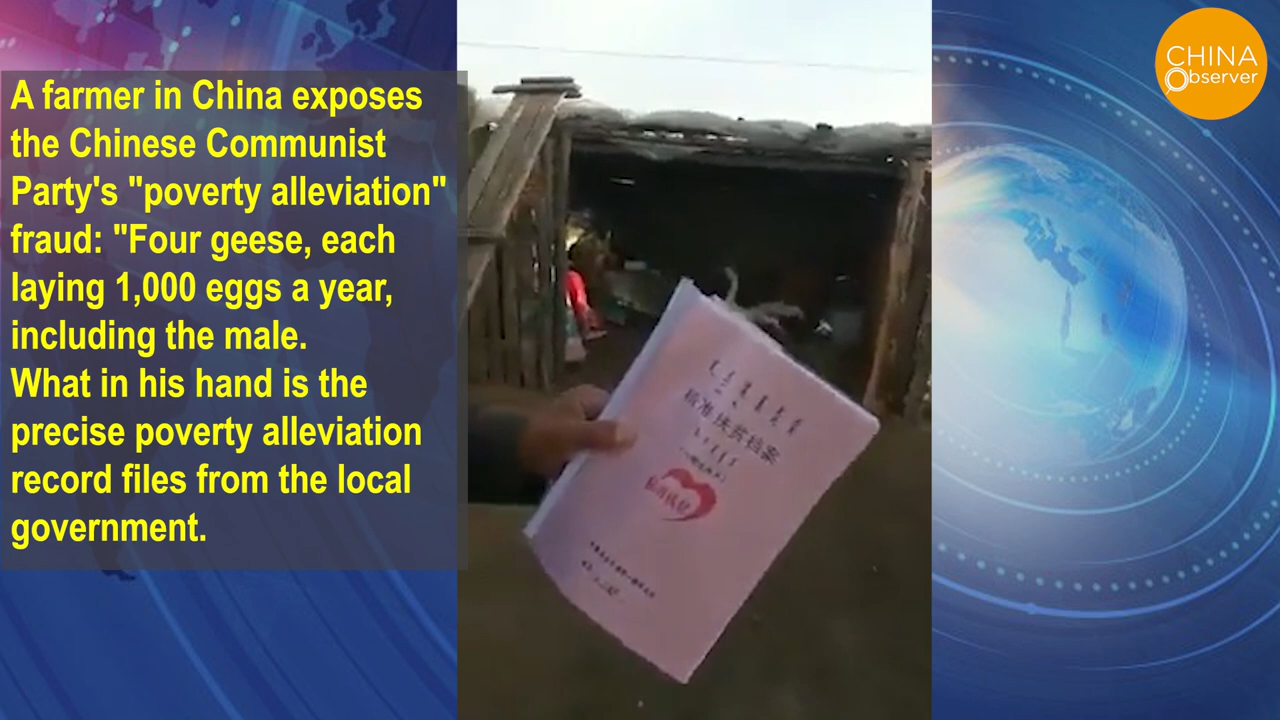 A farmer in China exposes
the Chinese Communist
Party's "poverty alleviation"
fraud: "Four geese, each
laying 1,000 eggs a year,
including the male.
What in his hand is the
precise poverty alleviation
record files from the local
government.
CHINA
Observer
精准扶贫档案